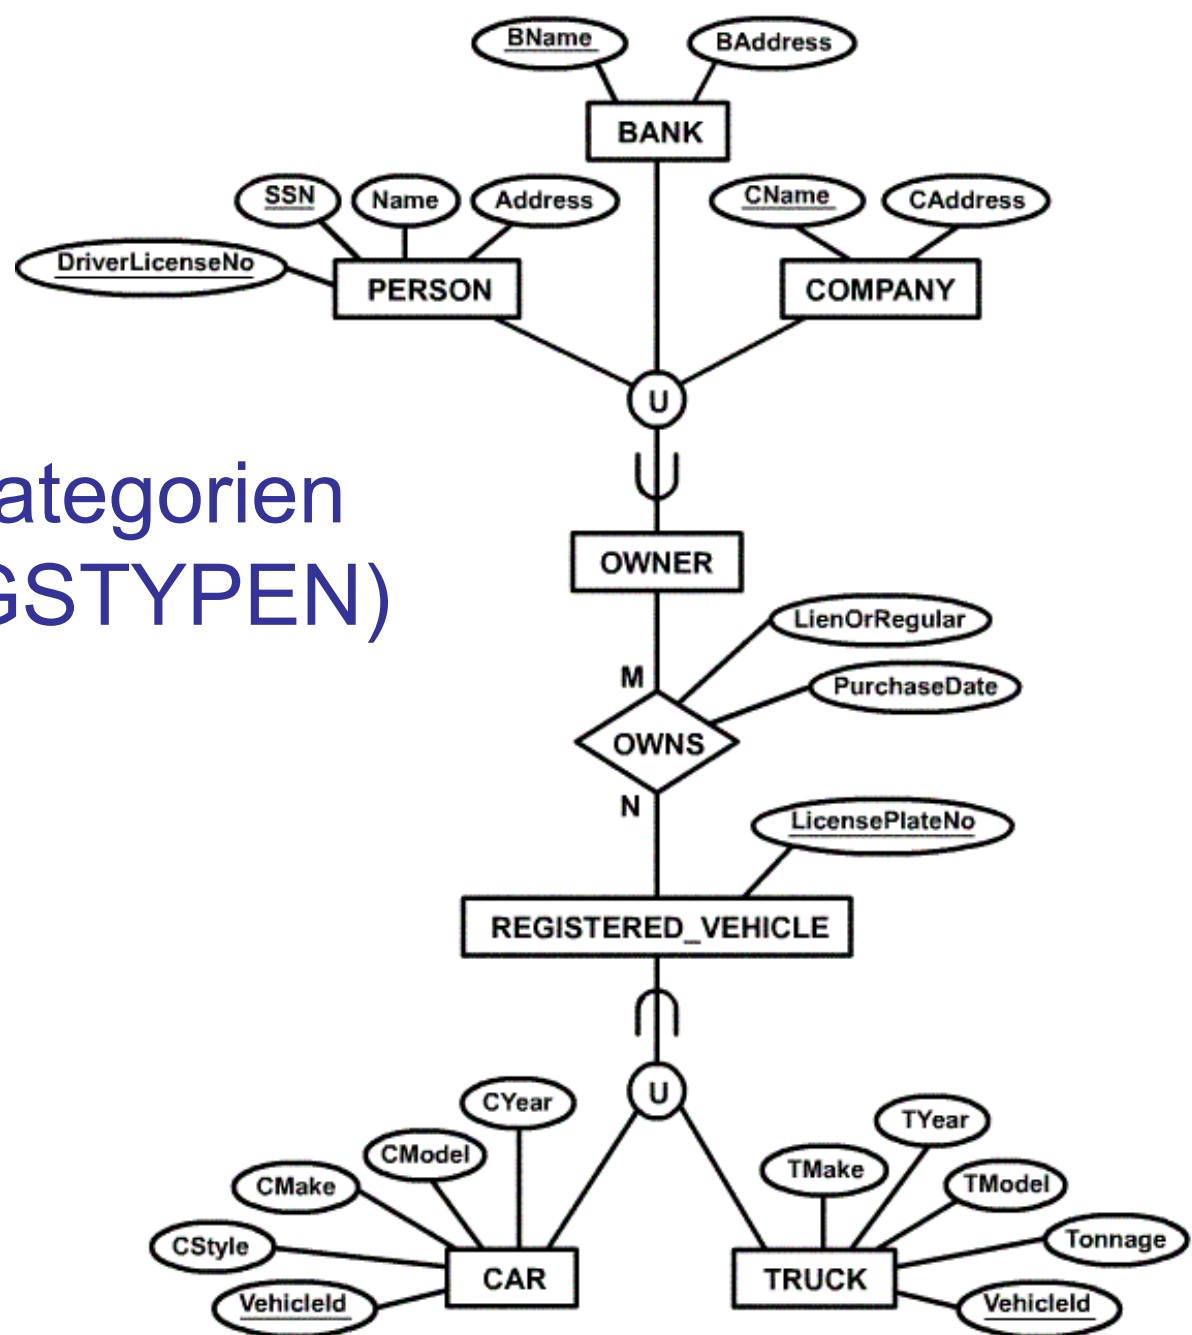 BName
BAddress
BANK
SSN
Name
Address
CName
CAddress
DriverLicenseNo
PERSON
COMPANY
U
ategorien
GSTYPEN)
OWNER
LienOrRegular
M
PurchaseDate
OWNS
N
LicensePlateNo
REGISTERED_VEHICLE
U
CYear
TYear
CModel
TMake
CMake
TModel
CStyle
Tonnage
CAR
TRUCK
VehicleId
VehicleId